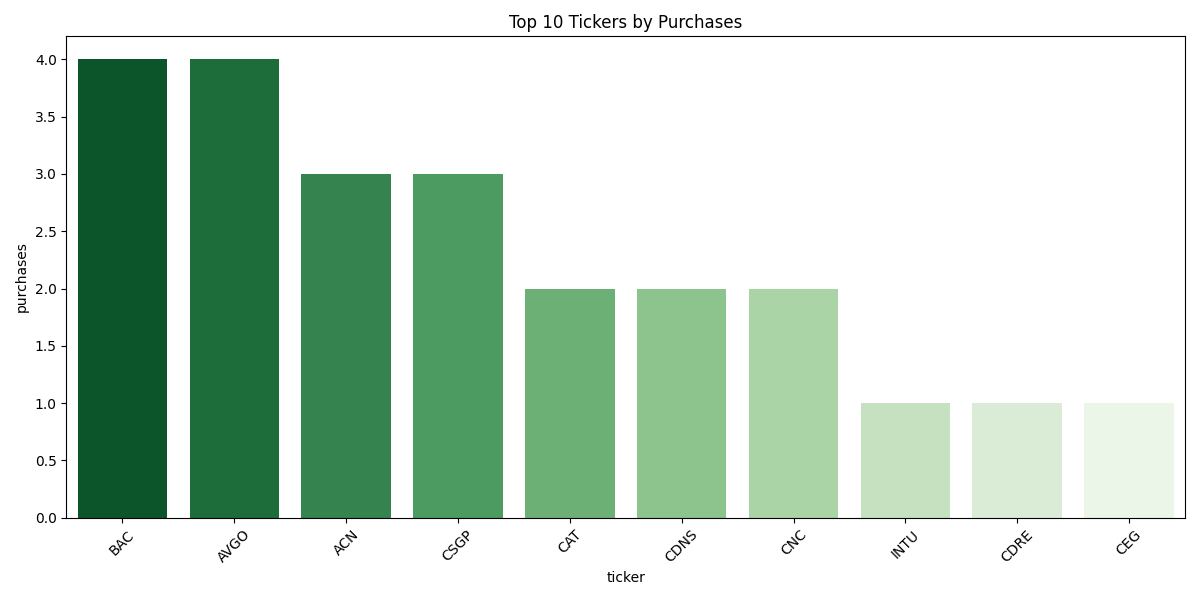 Top 10 Tickers by Purchases
purchases
4.0
3.5
3.0
2.5
2.0
1.5
1.0
0.5
0.0
BAC
AVGO
ACN
CSGP
CAT
CDNS
CNC
INTU
CDRE
CEG
ticker